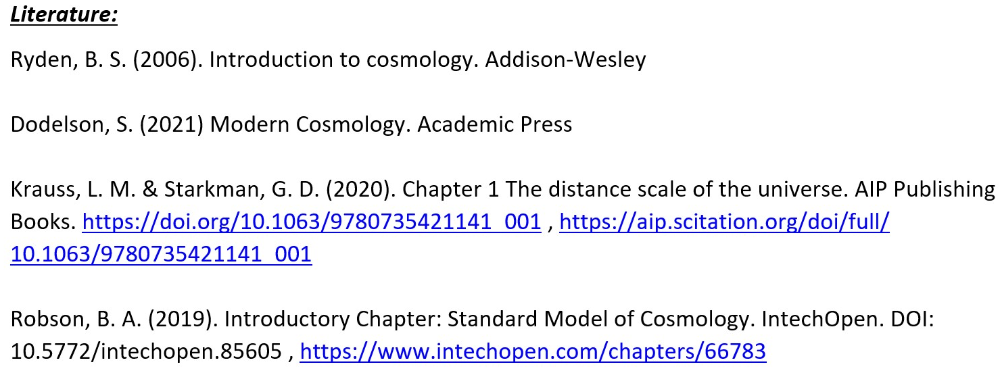 Literature:
Ryden, B. S. (2006). Introduction to cosmology. Addison-Wesley
Dodelson, S. (2021) Modern Cosmology. Academic Press
Krauss, L. M. & Starkman, G. D. (2020). Chapter 1 The distance scale of the universe. AIP Publishing
Books. https://doi.org/10.1063/9780735421141_001 , https://aip.scitation.org/doi/full/
10.1063/9780735421141_001
Robson, B. A. (2019). Introductory Chapter: Standard Model of Cosmology. IntechOpen. DOI:
10.5772/intechopen.85605 , https://www.intechopen.com/chapters/66783